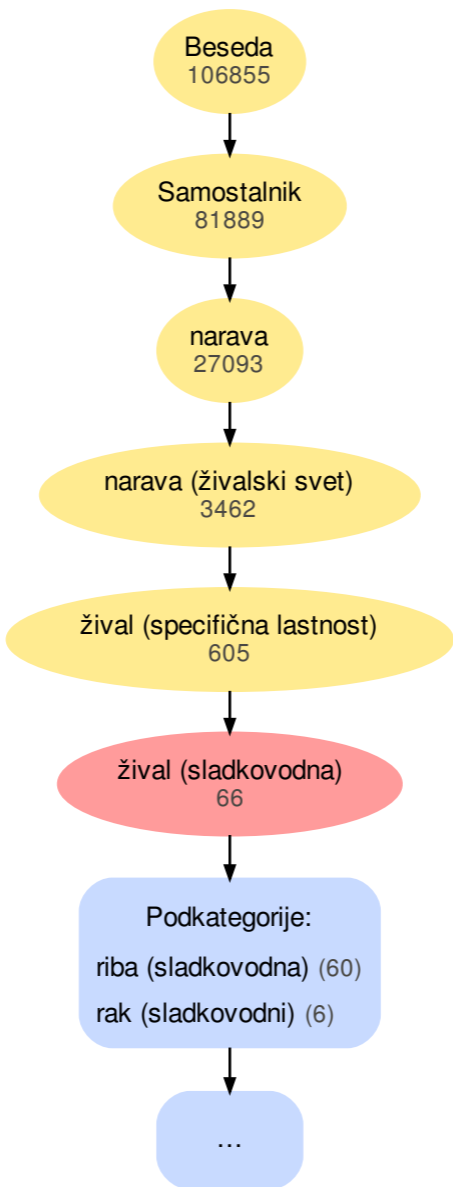 Beseda
106855
Samostalnik
81889
narava
27093
narava (živalski svet)
3462
žival (specifična lastnost)
605
žival (sladkovodna)
66
Podkategorije:
riba (sladkovodna) (60)
rak (sladkovodni) (6)
...